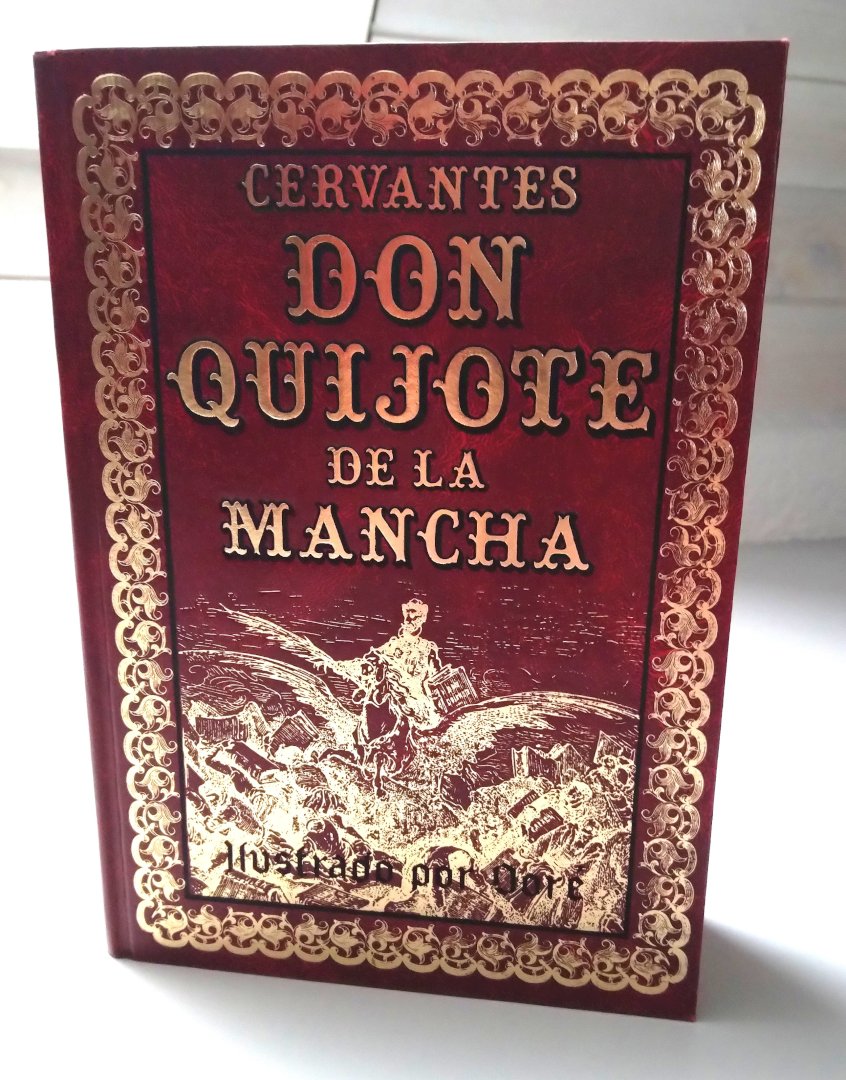 CERVANTES
DON
QUIJOTE
DE LA
MANCHA
Ilustrado por Doré